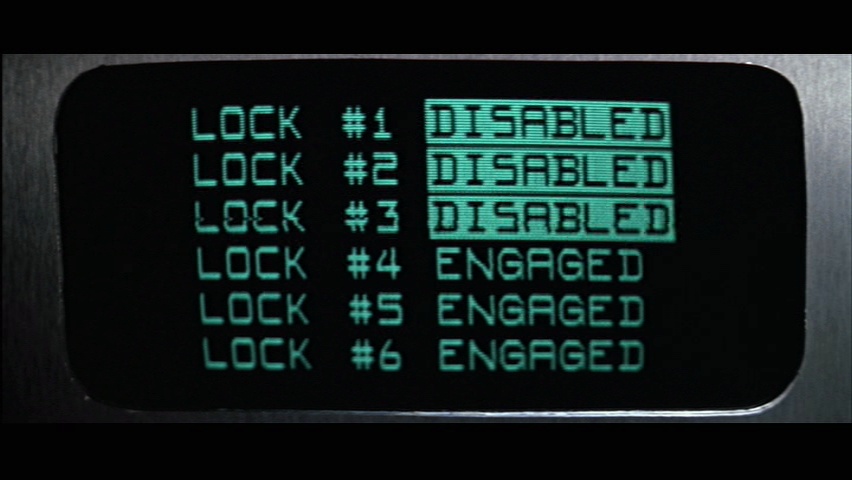 LOCK #1 DISABLED
LOCK #2 DISABLED
LOCK #3 DISABLED
LOCK #4 ENGAGED
LOCK #5 ENGAGED
LOCK #6 ENGAGED